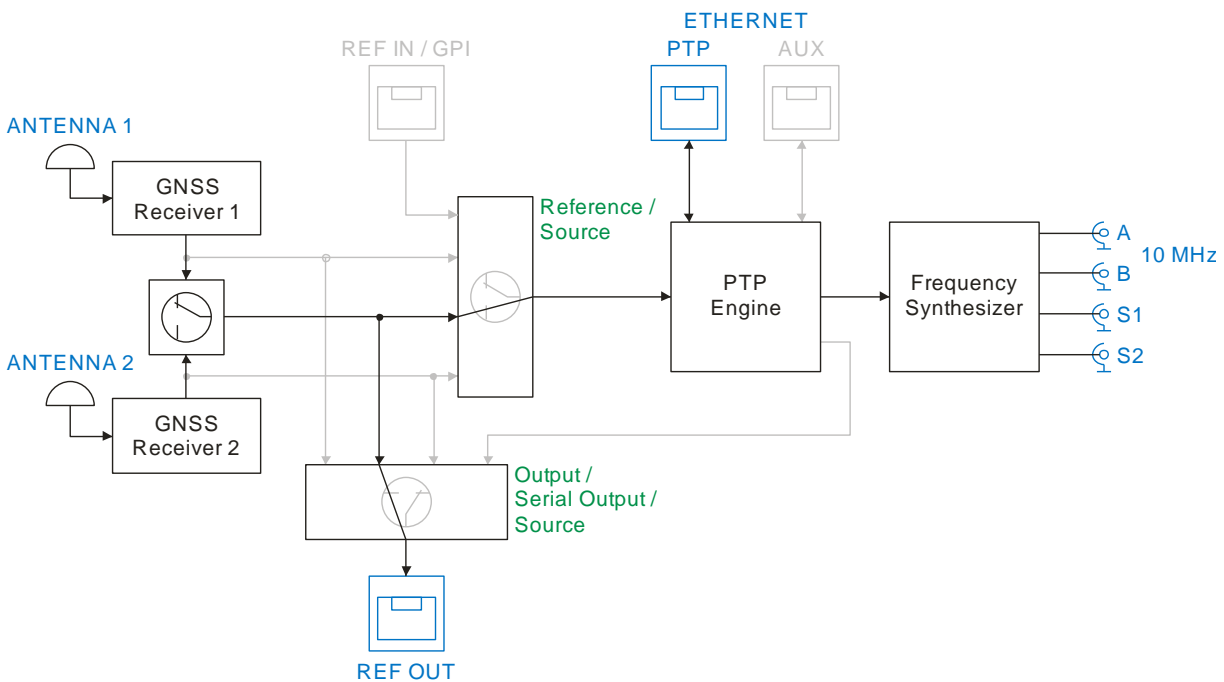 ETHERNET
REF IN / GPI
PTP
AUX
ANTENNA 1
GNSS
Receiver 1
Reference /
Source
ANTENNA 2
GNSS
Receiver 2
PTP
Engine
Frequency
Synthesizer
A
10 MHz
B
S1
S2
Output /
Serial Output /
Source
REF OUT